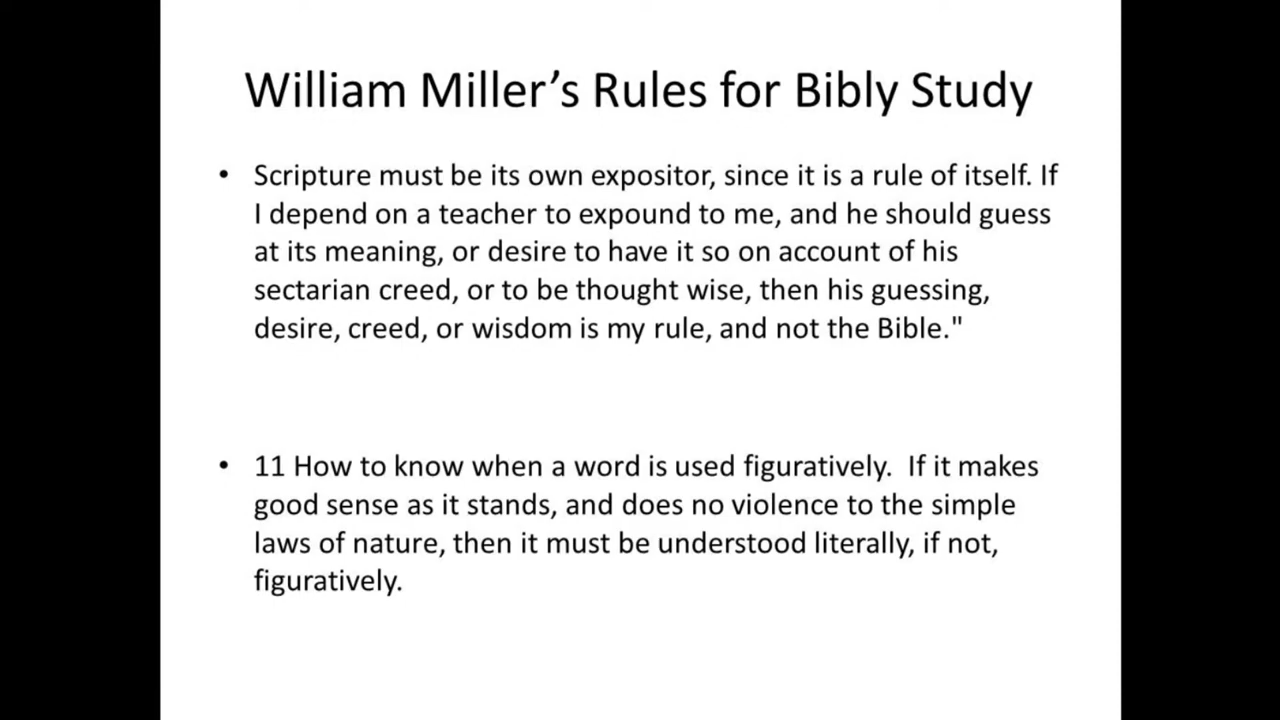 William Miller’s Rules for Bibly Study
• Scripture must be its own expositor, since it is a rule of itself. If
I depend on a teacher to expound to me, and he should guess
at its meaning, or desire to have it so on account of his
sectarian creed, or to be thought wise, then his guessing,
desire, creed, or wisdom is my rule, and not the Bible."
• 11 How to know when a word is used figuratively.  If it makes
good sense as it stands, and does no violence to the simple
laws of nature, then it must be understood literally, if not,
figuratively.